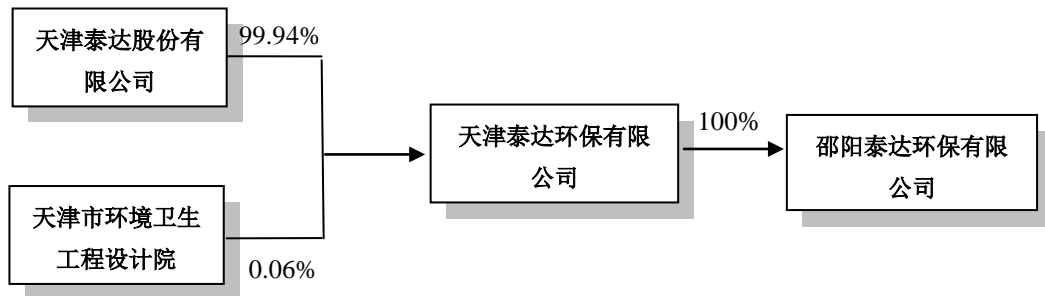 天津泰达股份有
限公司
99.94%
天津市环境卫生
工程设计院
0.06%
天津泰达环保有限
公司
100%
邵阳泰达环保有限
公司